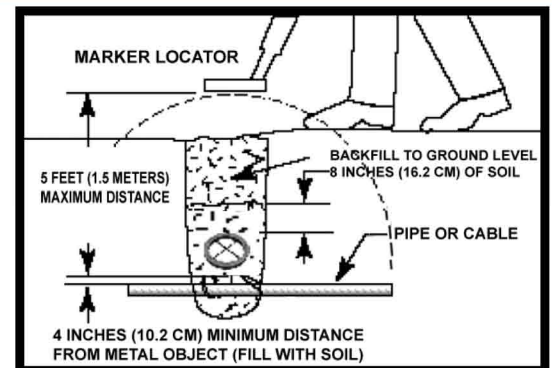 MARKER LOCATOR
5 FEET (1.5 METERS)
MAXIMUM DISTANCE
BACKFILL TO GROUND LEVEL
8 INCHES (16.2 CM) OF SOIL
PIPE OR CABLE
4 INCHES (10.2 CM) MINIMUM DISTANCE
FROM METAL OBJECT (FILL WITH SOIL)